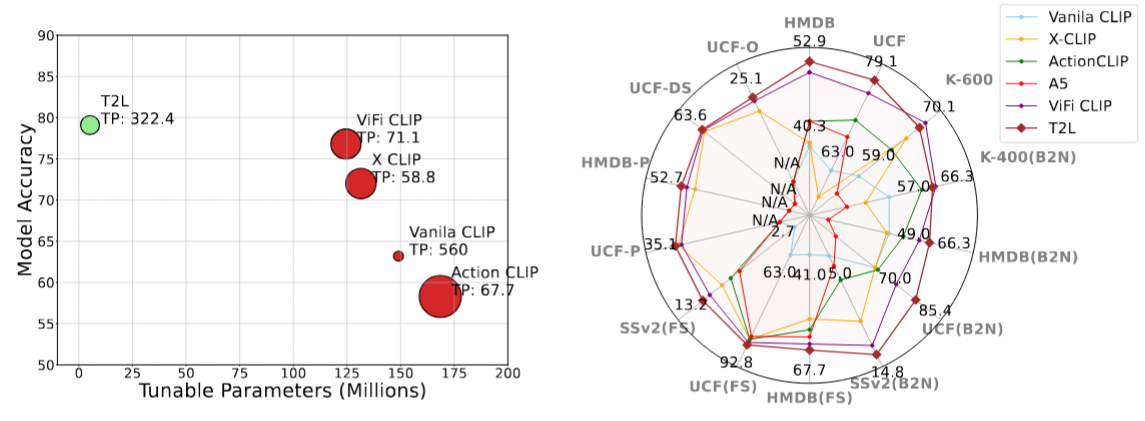 90
85
80
75
70
65
60
55
50
Model Accuracy
T2L
TP: 322.4
ViFi CLIP
TP: 71.1
X CLIP
TP: 58.8
Vanila CLIP
TP: 560
Action CLIP
TP: 67.7
0
25
50
75
100
125
150
175
200
Tunable Parameters (Millions)
HMDB
52.9
UCF
79.1
K-600
70.1
K-400(B2N)
66.3
HMDB(B2N)
66.3
UCF(B2N)
85.4
SSv2(B2N)
14.8
HMDB(FS)
67.7
UCF(FS)
92.8
SSv2(FS)
13.2
UCF-P
35.1
HMDB-P
52.7
UCF-DS
63.6
UCF-O
25.1
40.3
63.0
59.0
57.0
49.0
70.0
5.0
41.0
63.0
2.7
N/A
N/A
N/A
N/A
Vanila CLIP
X-CLIP
ActionCLIP
A5
ViFi CLIP
T2L